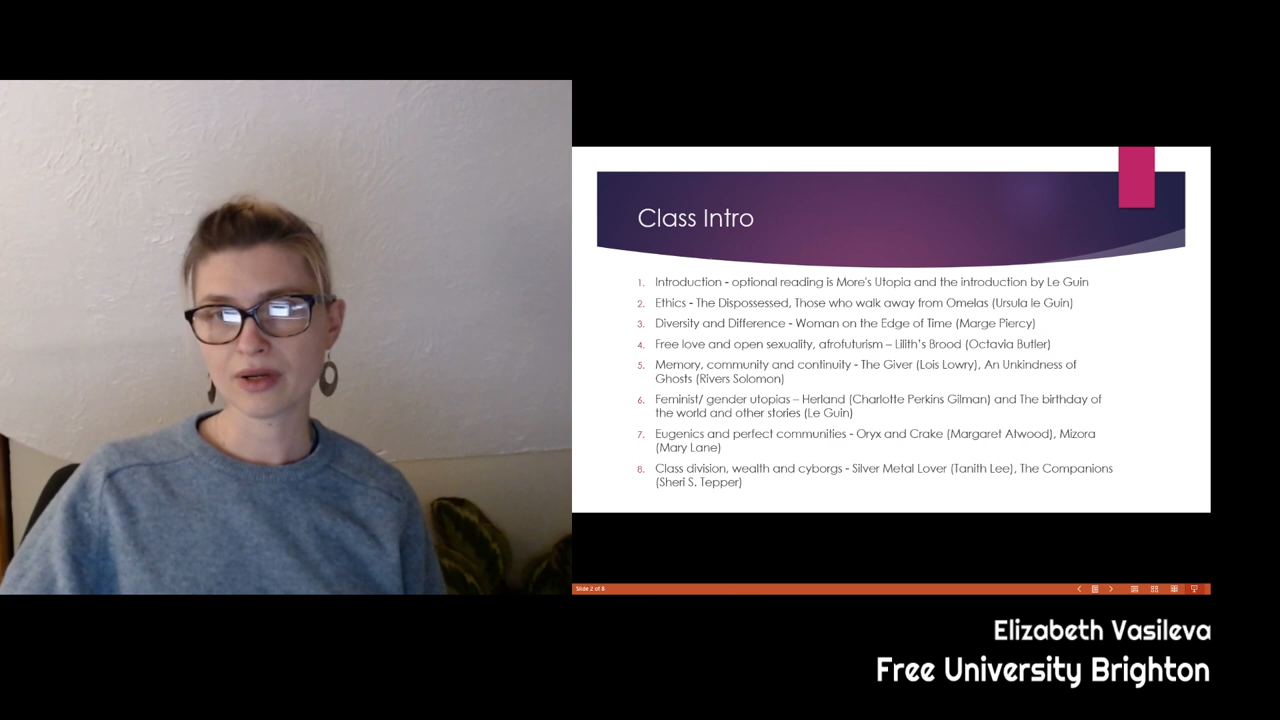 Class Intro
1. Introduction - optional reading is More's Utopia and the introduction by Le Guin
2. Ethics - The Dispossessed, Those who walk away from Omelas (Ursula le Guin)
3. Diversity and Difference - Woman on the Edge of Time (Marge Piercy)
4. Free love and open sexuality, afrofuturism – Lilith's Brood (Octavia Butler)
5. Memory, community and continuity - The Giver (Lois Lowry), An Unkindness of
Ghosts (Rivers Solomon)
6. Feminist/ gender utopias – Herland (Charlotte Perkins Gilman) and The birthday of
the world and other stories (Le Guin)
7. Eugenics and perfect communities - Oryx and Crake (Margaret Atwood), Mizora
(Mary Lane)
8. Class division, wealth and cyborgs - Silver Metal Lover (Tanith Lee), The Companions
(Sheri S. Tepper)
Slide 2 of 8
Elizabeth Vasileva
Free University Brighton